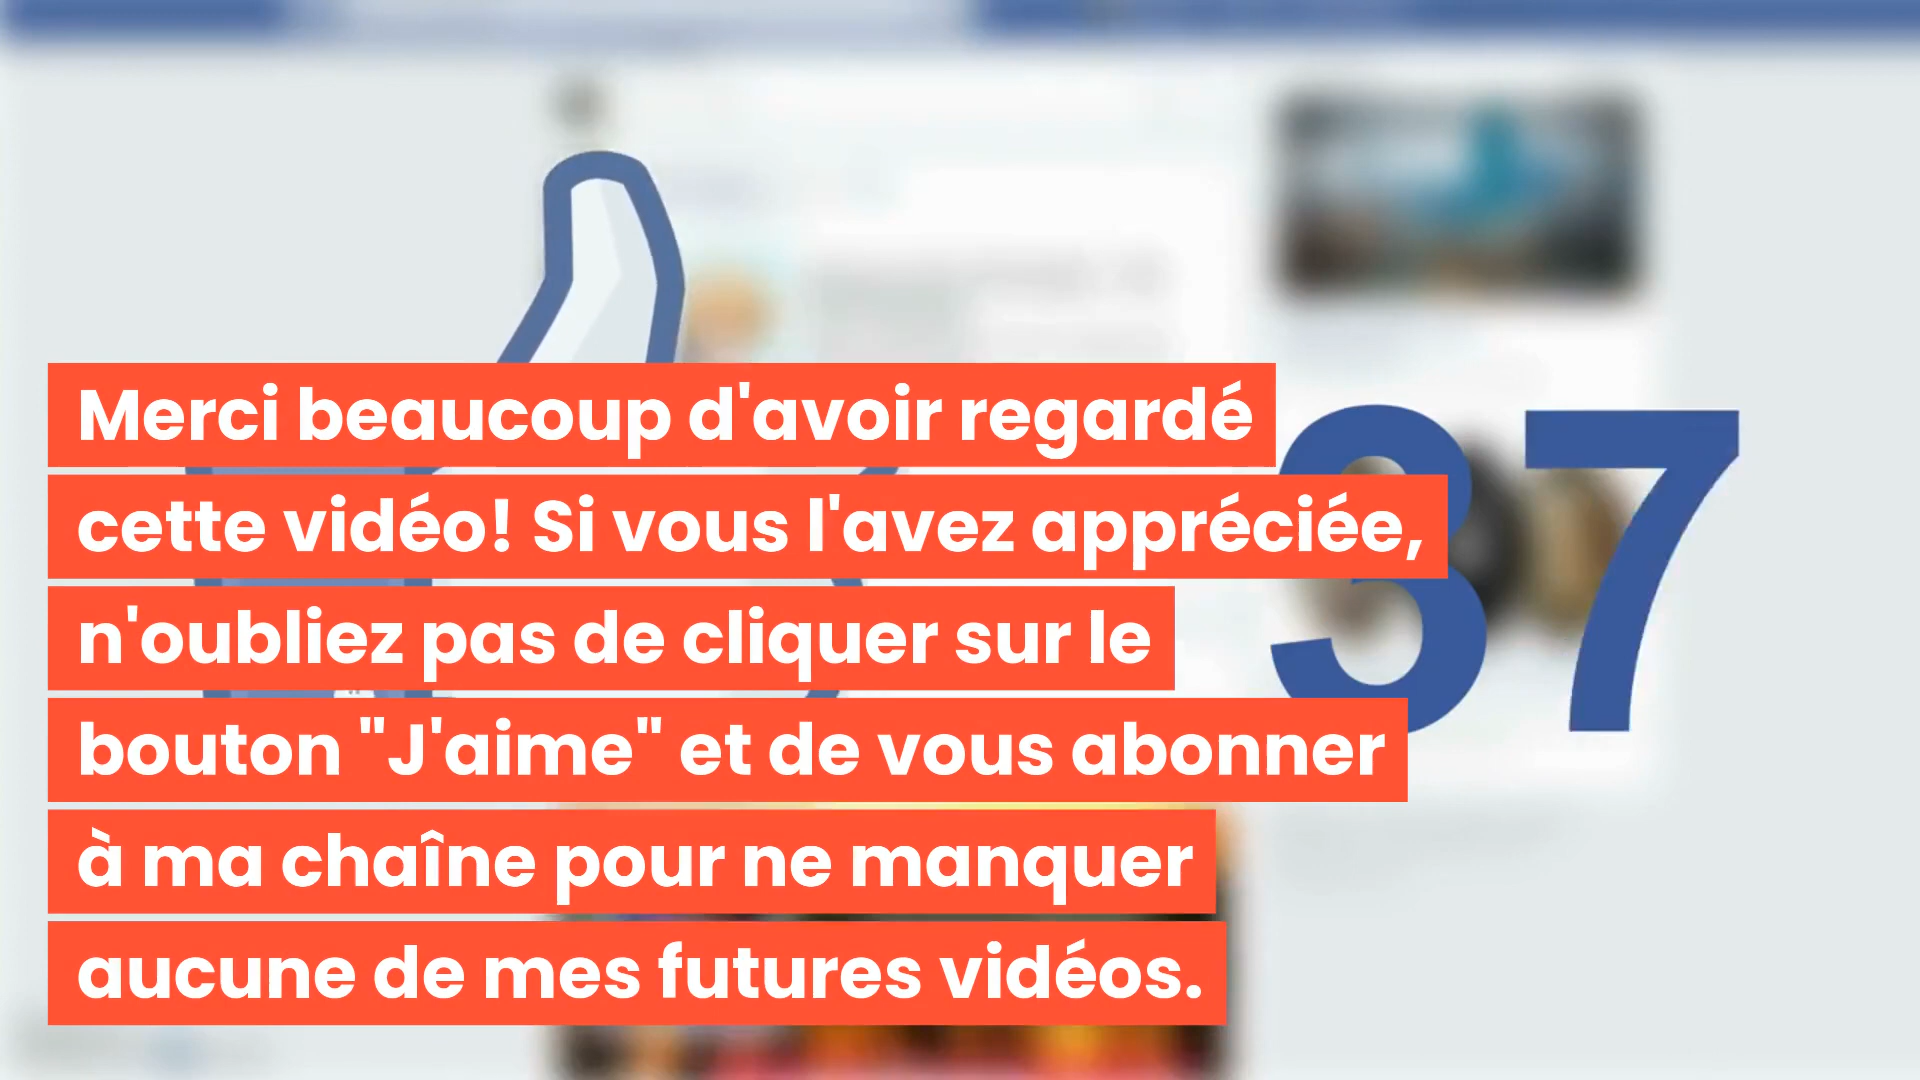 Merci beaucoup d'avoir regardé
cette vidéo! Si vous l'avez appréciée,
n'oubliez pas de cliquer sur le
bouton "J'aime" et de vous abonner
à ma chaîne pour ne manquer
aucune de mes futures vidéos.
37